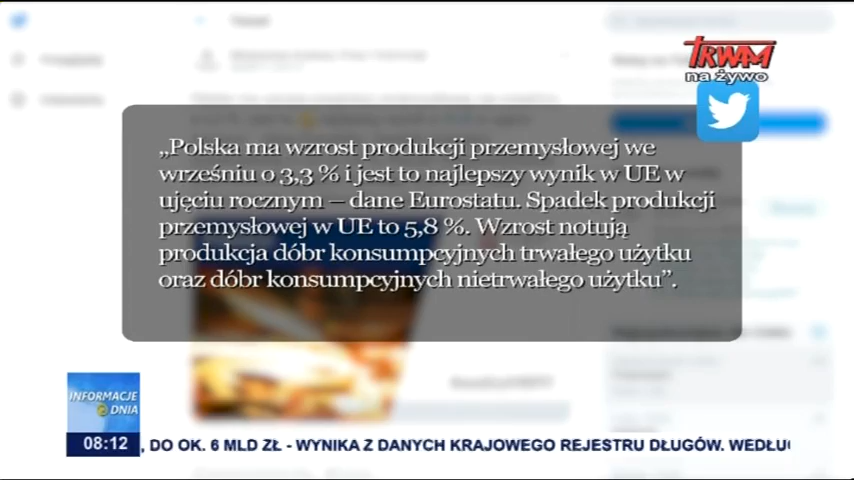 TRWAM
na żywo
„Polska ma wzrost produkcji przemysłowej we
wrześniu o 3,3 % i jest to najlepszy wynik w UE w
ujęciu rocznym – dane Eurostatu. Spadek produkcji
przemysłowej w UE to 5,8 %. Wzrost notują
produkcja dóbr konsumpcyjnych trwałego użytku
oraz dóbr konsumpcyjnych nietrwałego użytku”.
INFORMACJE
DNIA
08:12 , DO OK. 6 MLD ZŁ - WYNIKA Z DANYCH KRAJOWEGO REJESTRU DŁUGÓW. WEDŁUG